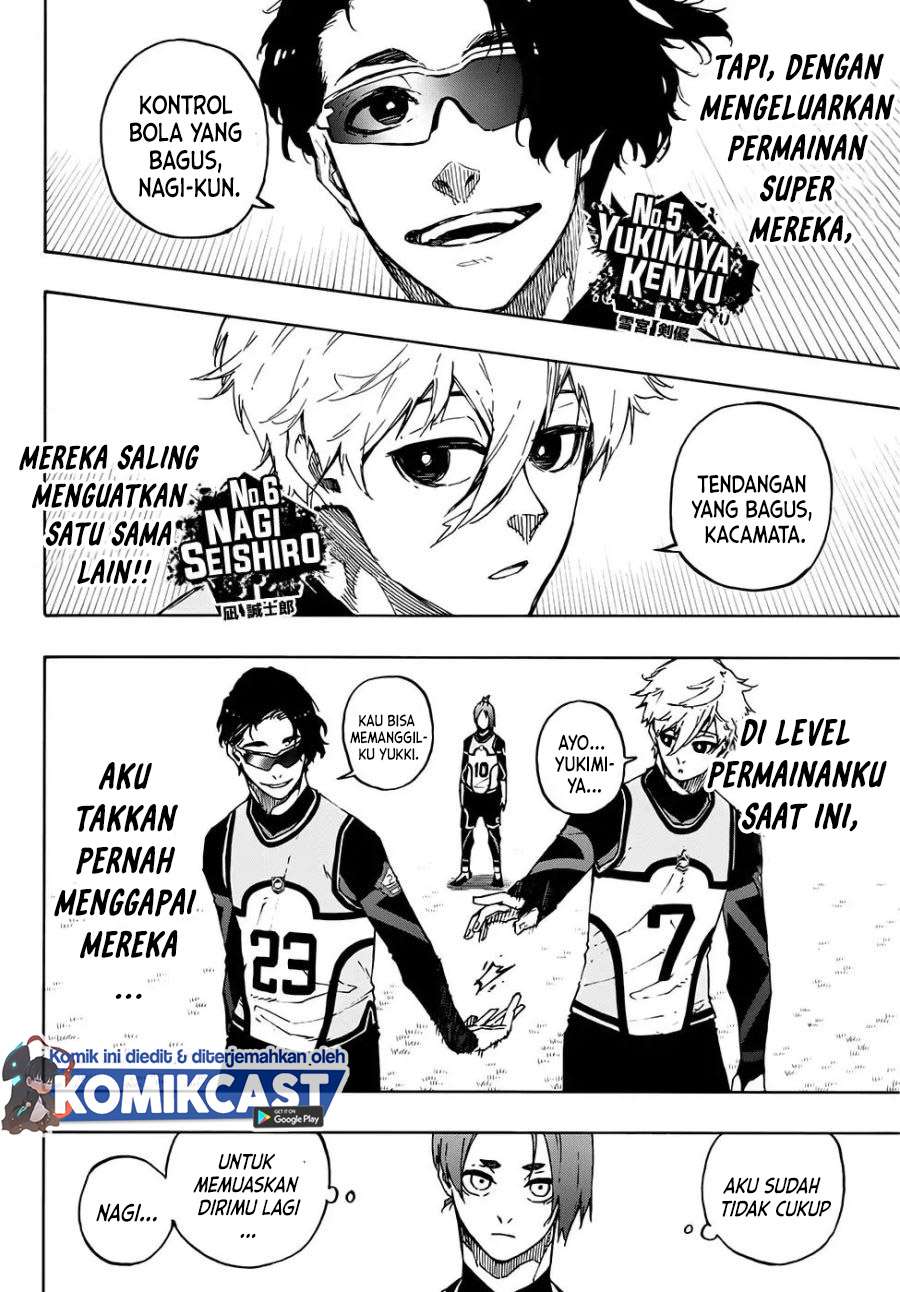 TAPI, DENGAN
MENGELUARKAN
PERMAINAN
SUPER
MEREKA,
KONTROL
BOLA YANG
BAGUS,
NAGI-KUN.
No.5
YUKIMIYA
KENYU
雪宮 剣優
MEREKA SALING
MENGUATKAN
SATU SAMA
LAIN!!
No.6
NAGI
SEISHIRO
凪 誠士郎
TENDANGAN
YANG BAGUS,
KACAMATA.
AKU
TAKKAN
PERNAH
MENGGAPAI
MEREKA
...
KAU BISA
MEMANGGIL-
KU YUKKI.
10
AYO...
YUKIMI-
YA...
DI LEVEL
PERMAINANKU
SAAT INI,
23
7
Komik ini diedit & diterjemahkan oleh
KOMIKCAST
GET IT ON
Google Play
NAGI...
UNTUK
MEMUASKAN
DIRIMU LAGI
...
AKU SUDAH
TIDAK CUKUP